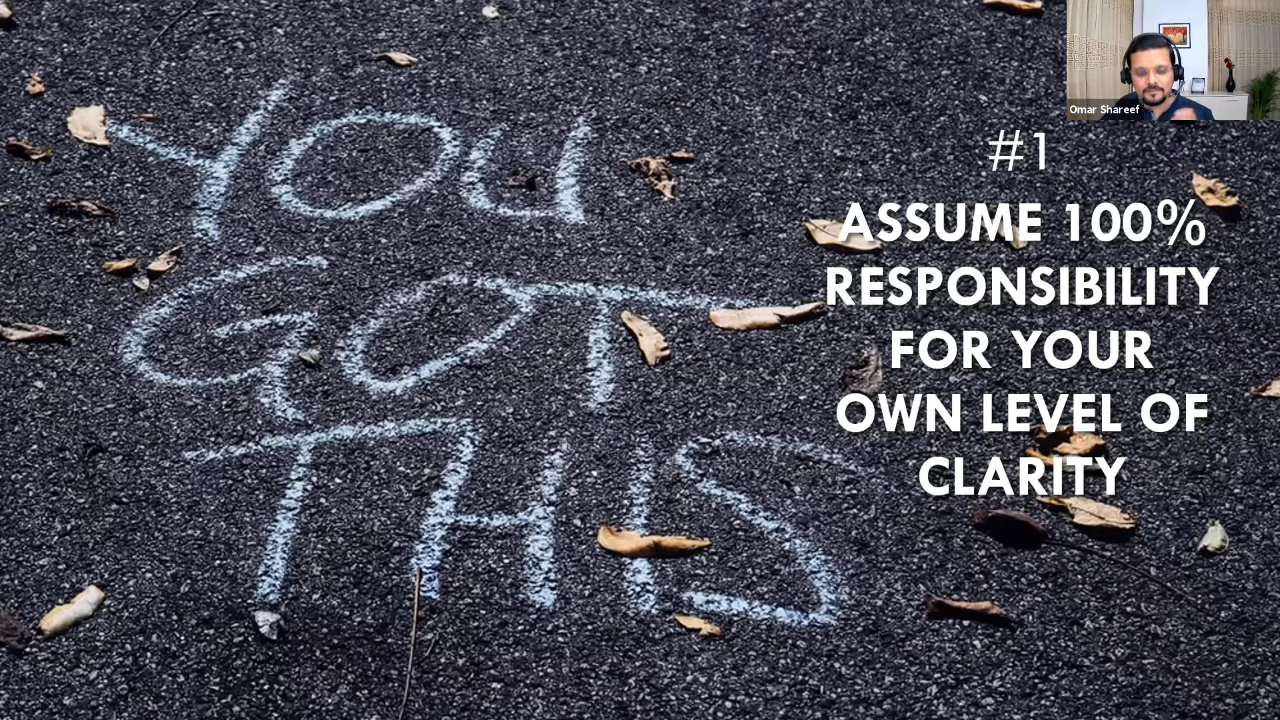 YOU
GOT
THIS
Omar Shareef
#1
ASSUME 100%
RESPONSIBILITY
FOR YOUR
OWN LEVEL OF
CLARITY